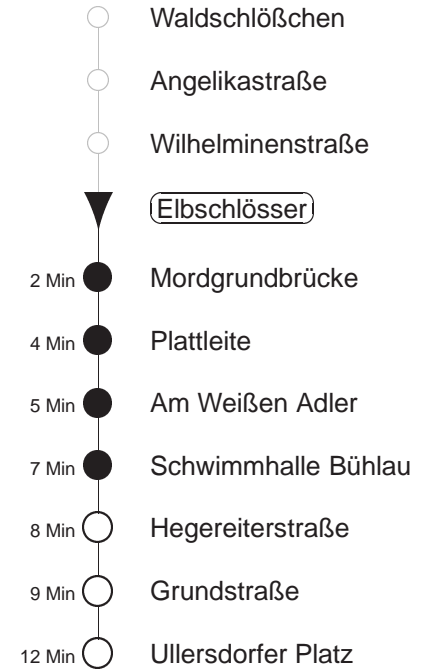 Waldschlößchen
Angelikastraße
Wilhelminenstraße
Elbschlösser
2 Min Mordgrundbrücke
4 Min Plattleite
5 Min Am Weißen Adler
7 Min Schwimmhalle Bühlau
8 Min Hegereiterstraße
9 Min Grundstraße
12 Min Ullersdorfer Platz